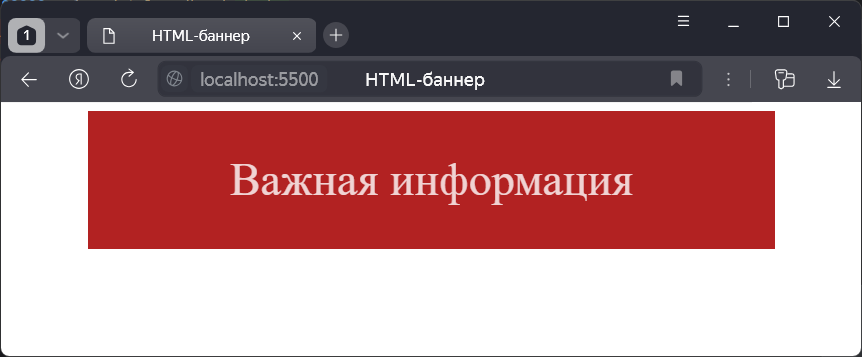 1
HTML-баннер
Я
localhost:5500 HTML-баннер
Важная информация